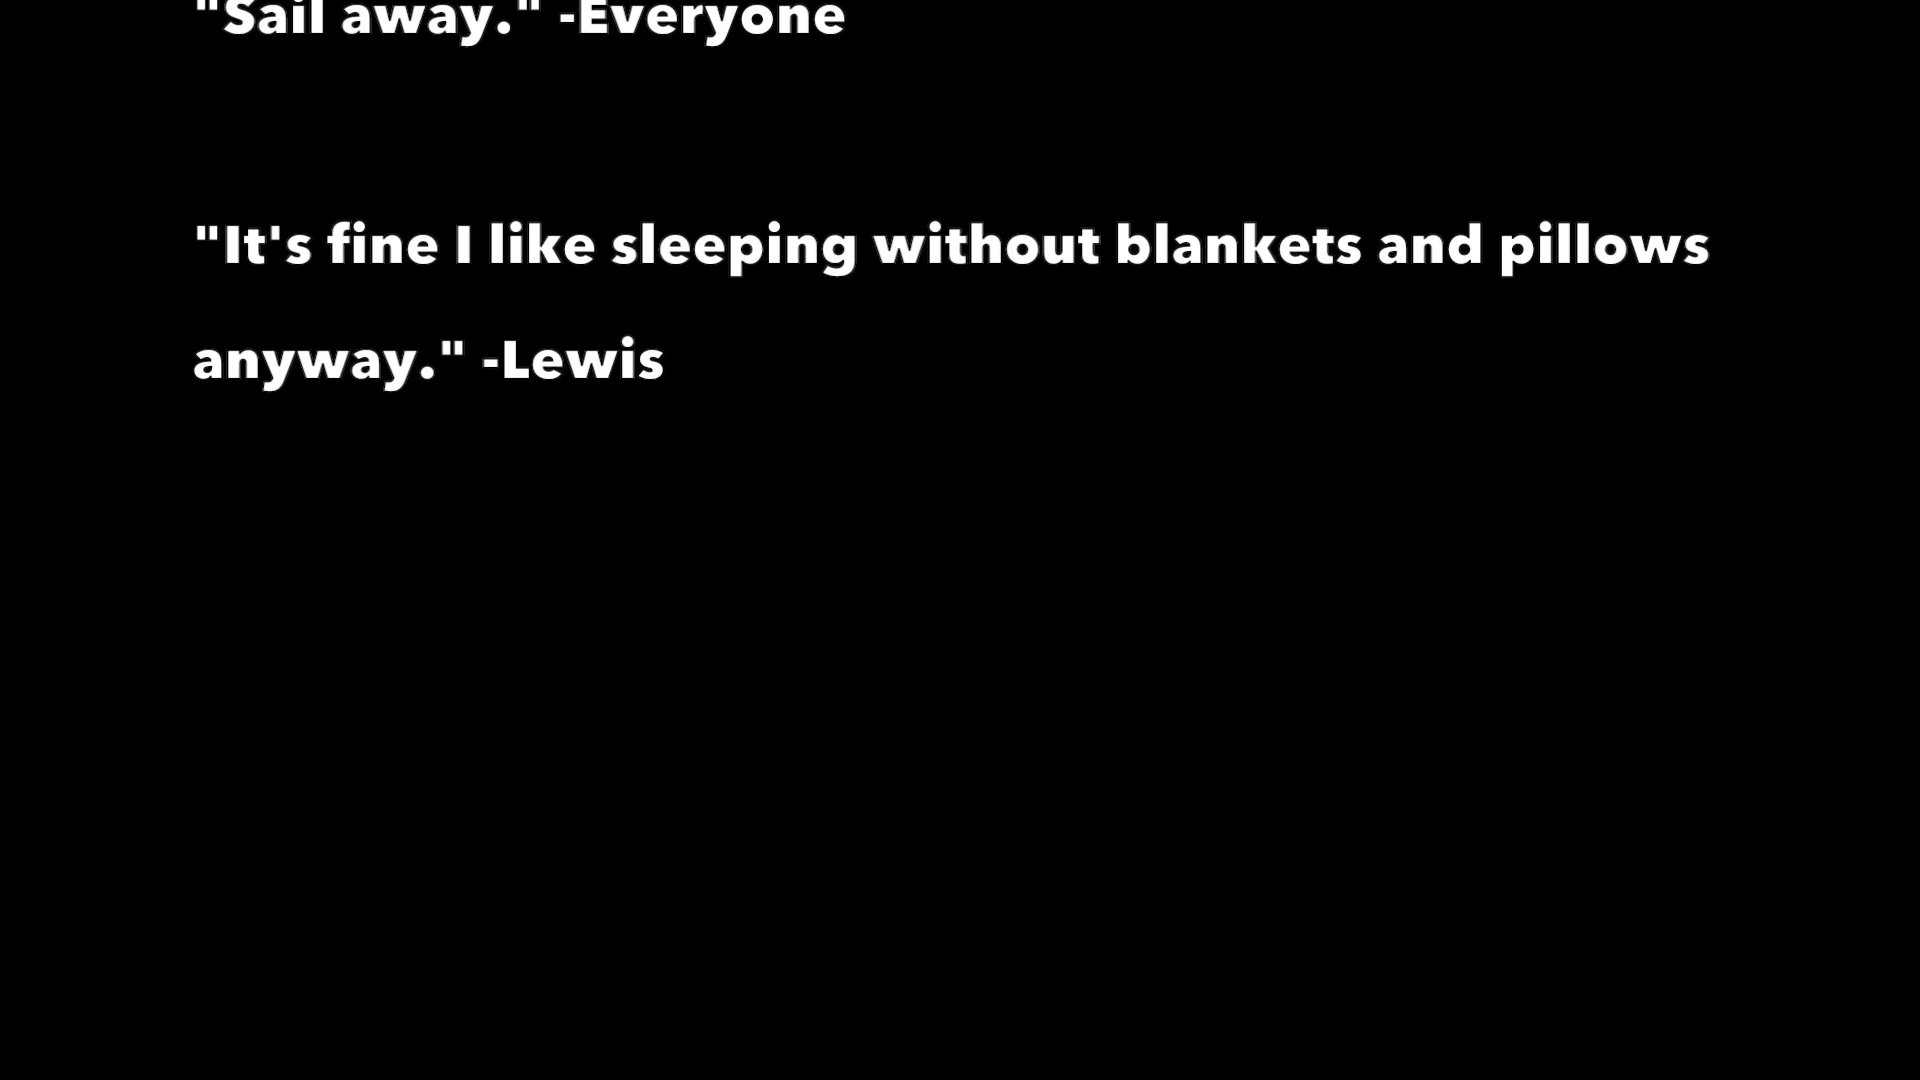 "Sail away." -Everyone
"It's fine I like sleeping without blankets and pillows
anyway." -Lewis